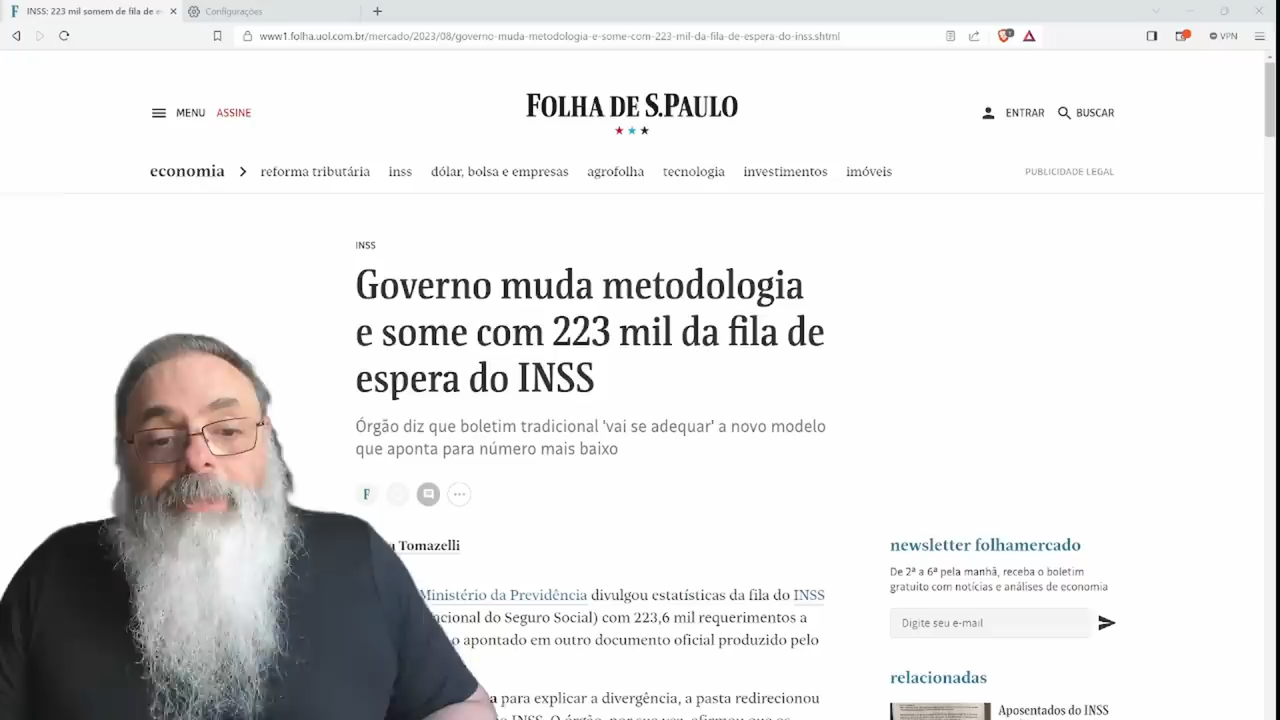 INSS: 223 mil somem de fila de e
Configurações
www1.folha.uol.com.br/mercado/2023/08/governo-muda-metodologia-e-some-com-223-mil-da-fila-de-espera-do-inss.shtml
VPN
MENU ASSINE
FOLHA DE S.PAULO
ENTRAR BUSCAR
economia > reforma tributária inss dólar, bolsa e empresas agrofolha tecnologia investimentos imóveis PUBLICIDADE LEGAL
INSS
Governo muda metodologia
e some com 223 mil da fila de
espera do INSS
Órgão diz que boletim tradicional 'vai se adequar' a novo modelo
que aponta para número mais baixo
F
Tomazelli
Ministério da Previdência divulgou estatísticas da fila do INSS
cional do Seguro Social) com 223,6 mil requerimentos a
o apontado em outro documento oficial produzido pelo
a para explicar a divergência, a pasta redirecionou
INSS. O órgão, por sua vez, afirmou que os
newsletter folhamercado
De 2ª a 6ª pela manhã, receba o boletim
gratuito com notícias e análises de economia
Digite seu e-mail
relacionadas
Aposentados do INSS